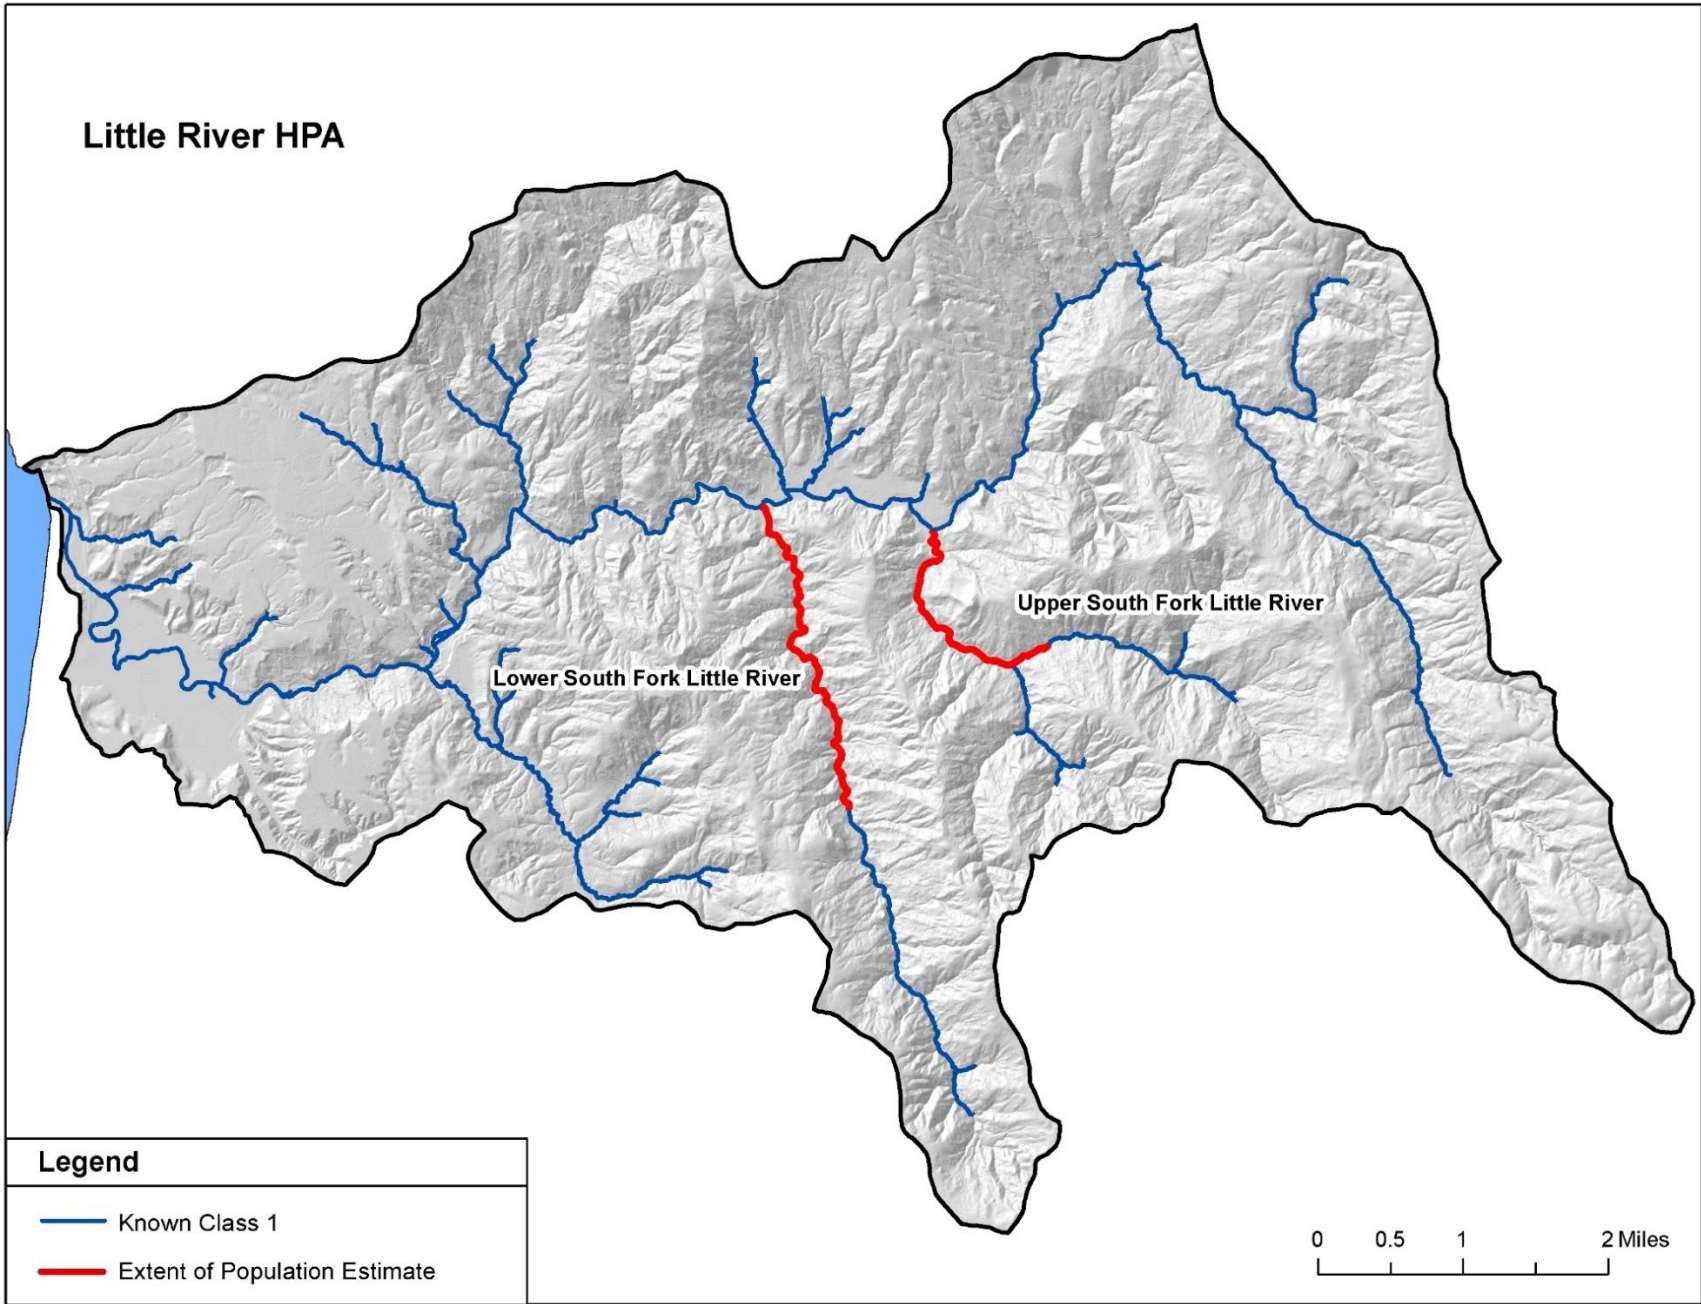 Little River HPA
Upper South Fork Little River
Lower South Fork Little River
Legend
Known Class 1
Extent of Population Estimate
0 0.5 1 2 Miles